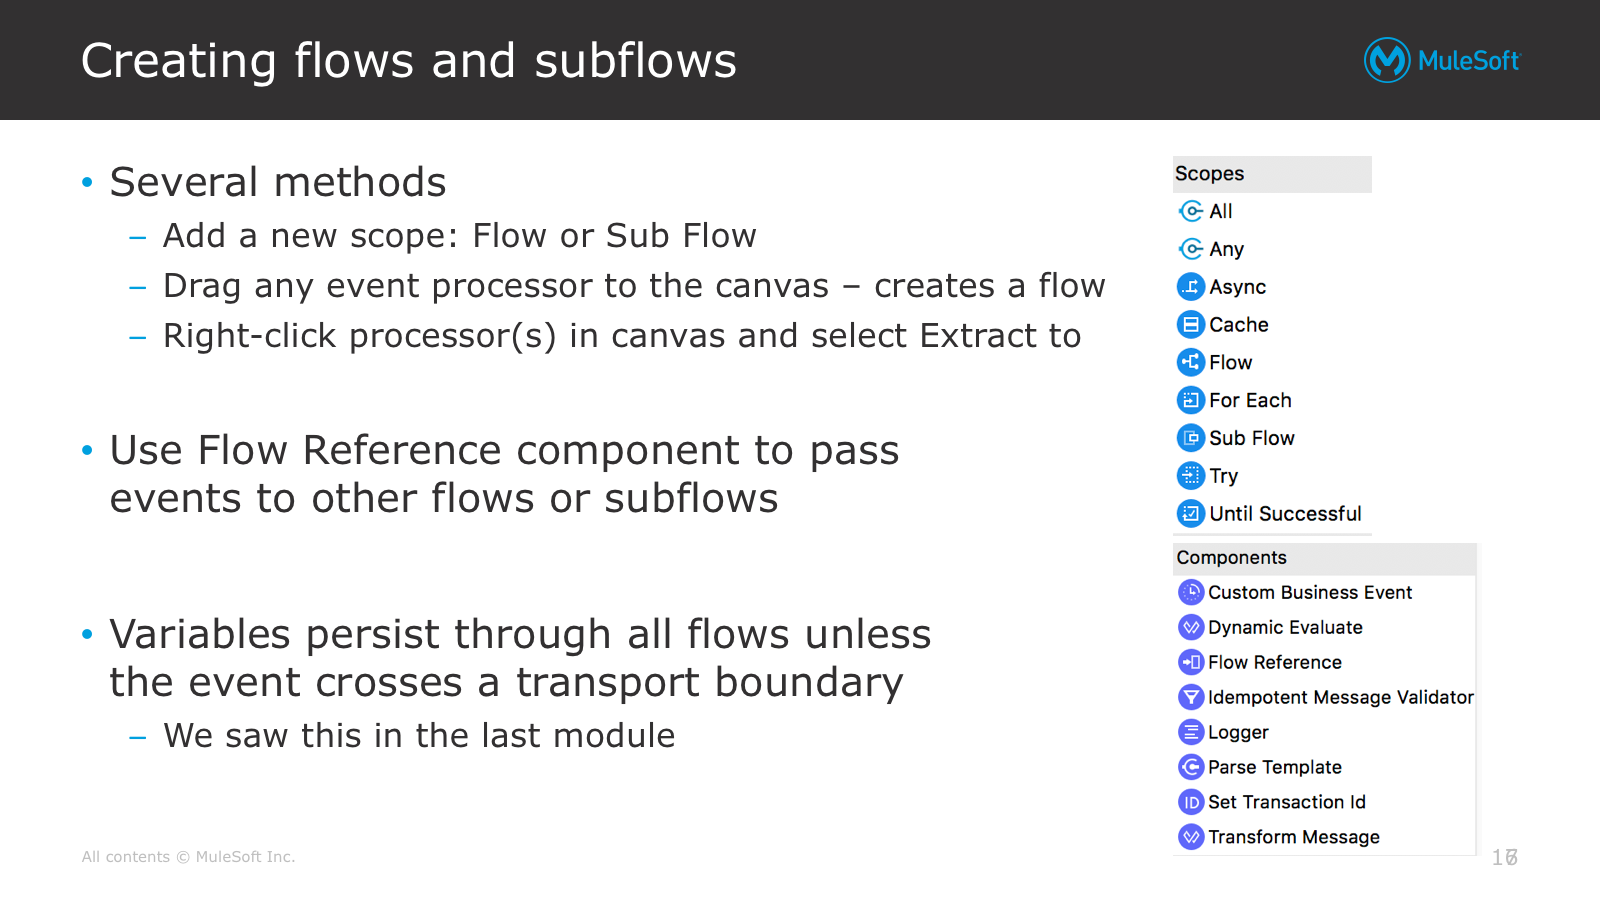 Creating flows and subflows
MuleSoft
• Several methods
– Add a new scope: Flow or Sub Flow
– Drag any event processor to the canvas – creates a flow
– Right-click processor(s) in canvas and select Extract to
• Use Flow Reference component to pass
events to other flows or subflows
• Variables persist through all flows unless
the event crosses a transport boundary
– We saw this in the last module
Scopes
All
Any
Async
Cache
Flow
For Each
Sub Flow
Try
Until Successful
Components
Custom Business Event
Dynamic Evaluate
Flow Reference
Idempotent Message Validator
Logger
Parse Template
ID Set Transaction Id
Transform Message
All contents © MuleSoft Inc.